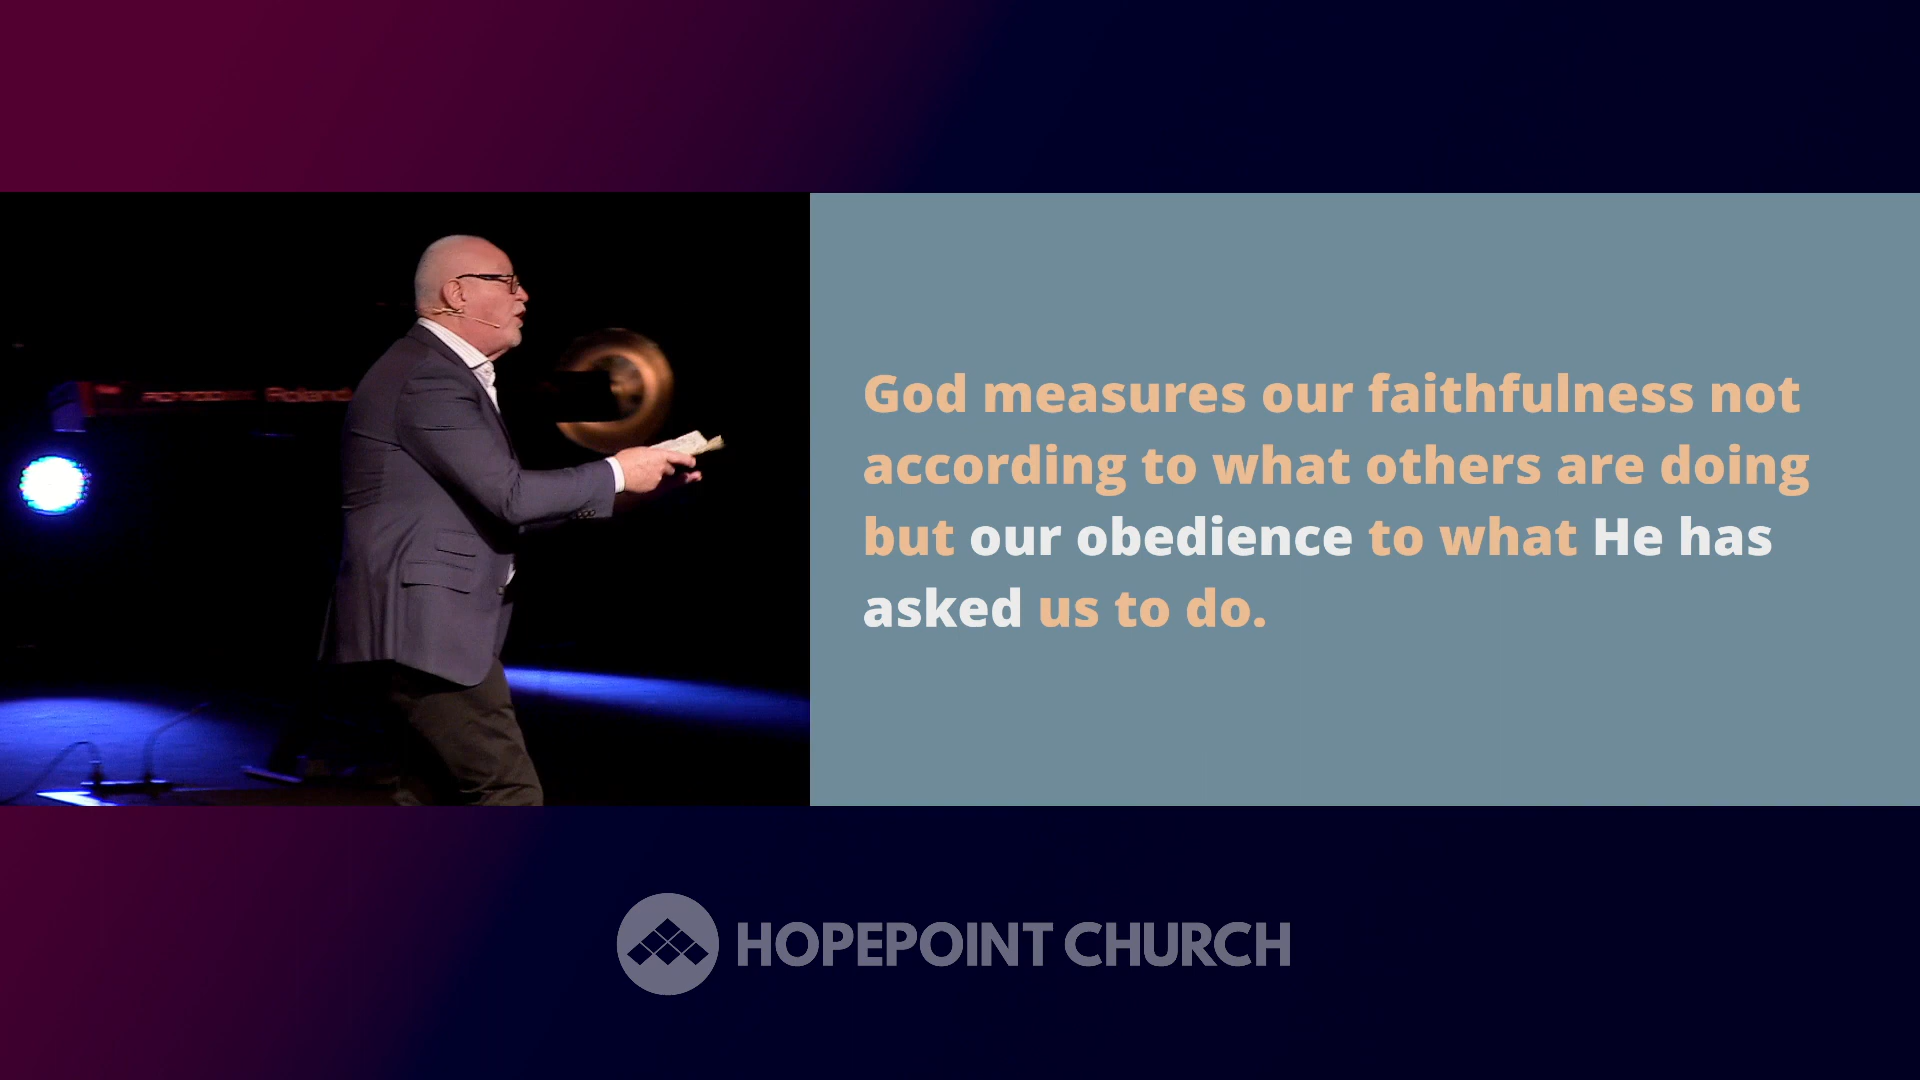 God measures our faithfulness not
according to what others are doing
but our obedience to what He has
asked us to do.
Roland
HOPEPOINT CHURCH